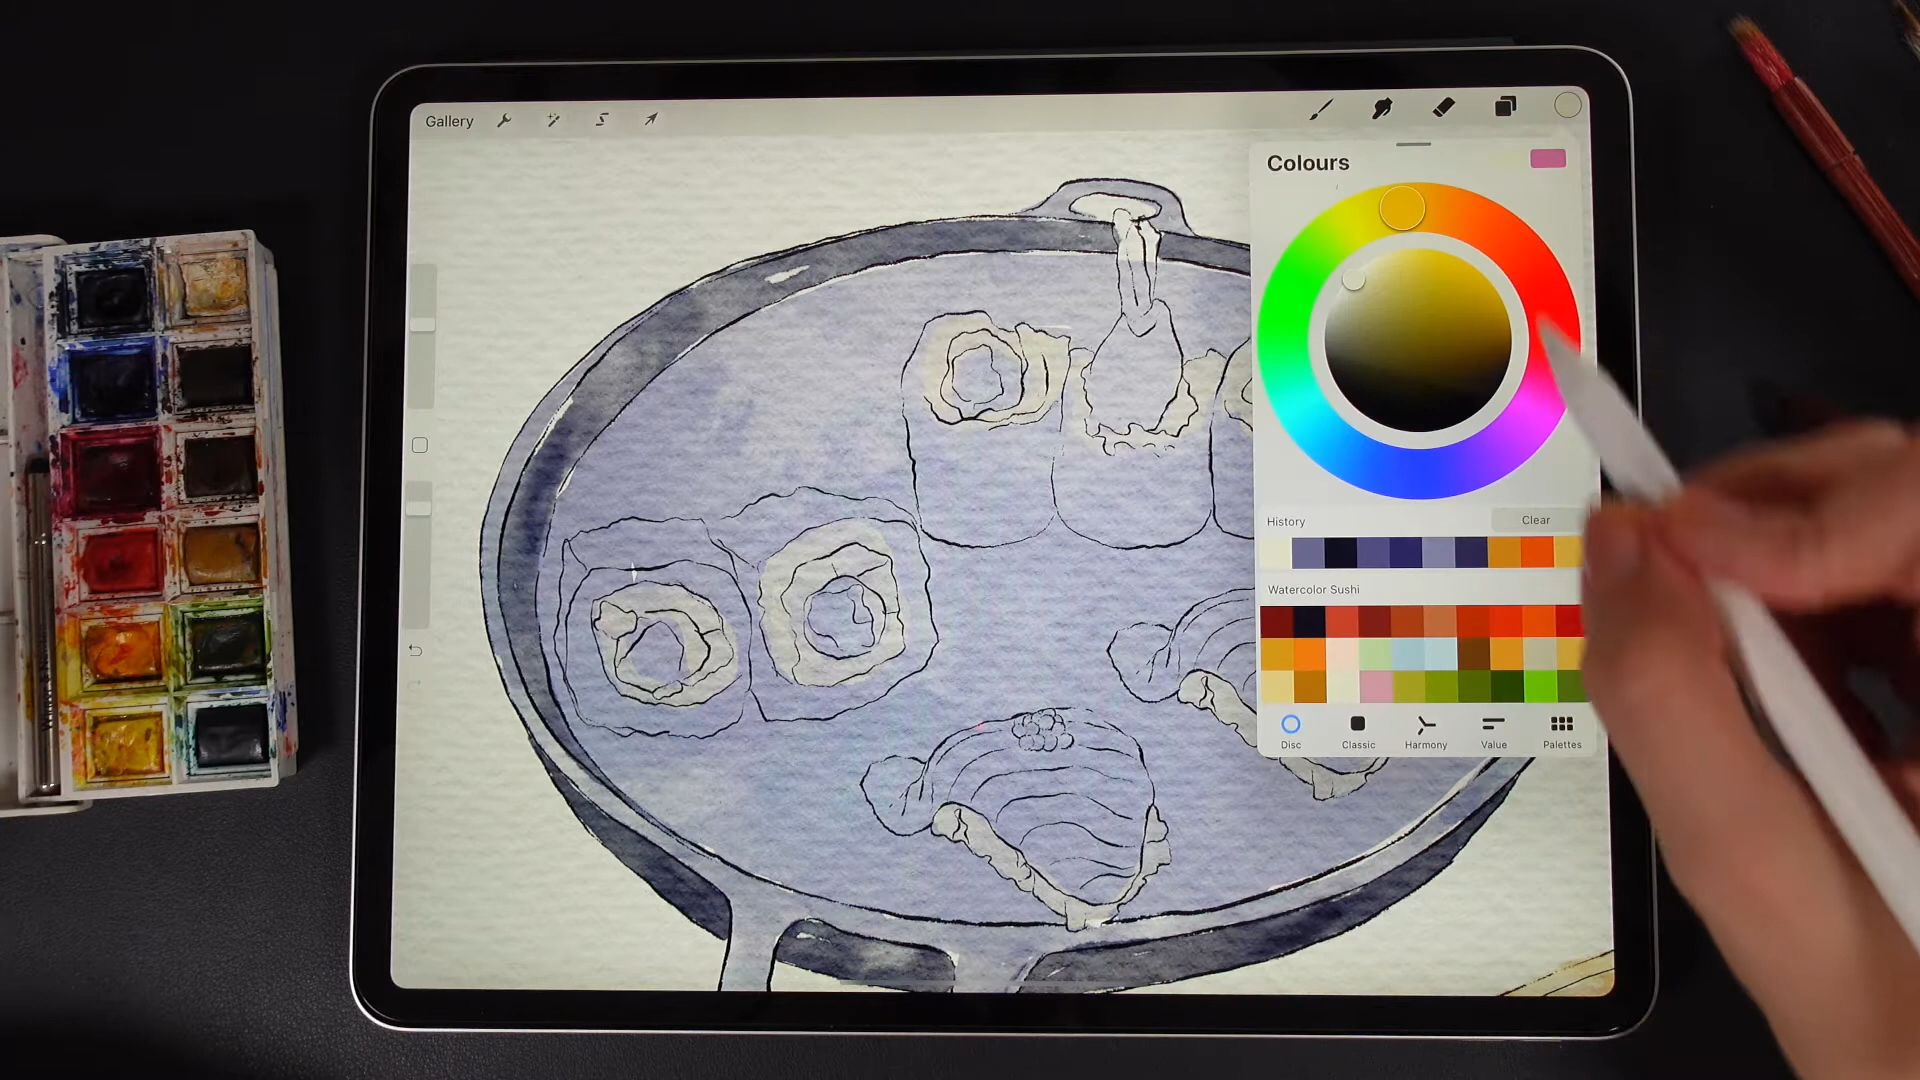 Gallery
Colours
History
Clear
Watercolor Sushi
Disc
Classic
Harmony
Value
Palettes